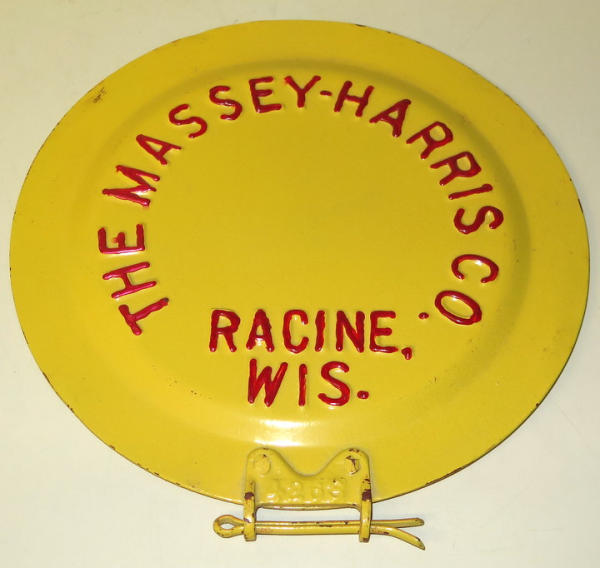 THE MASSEY-HARRIS CO.
RACINE,
WIS.